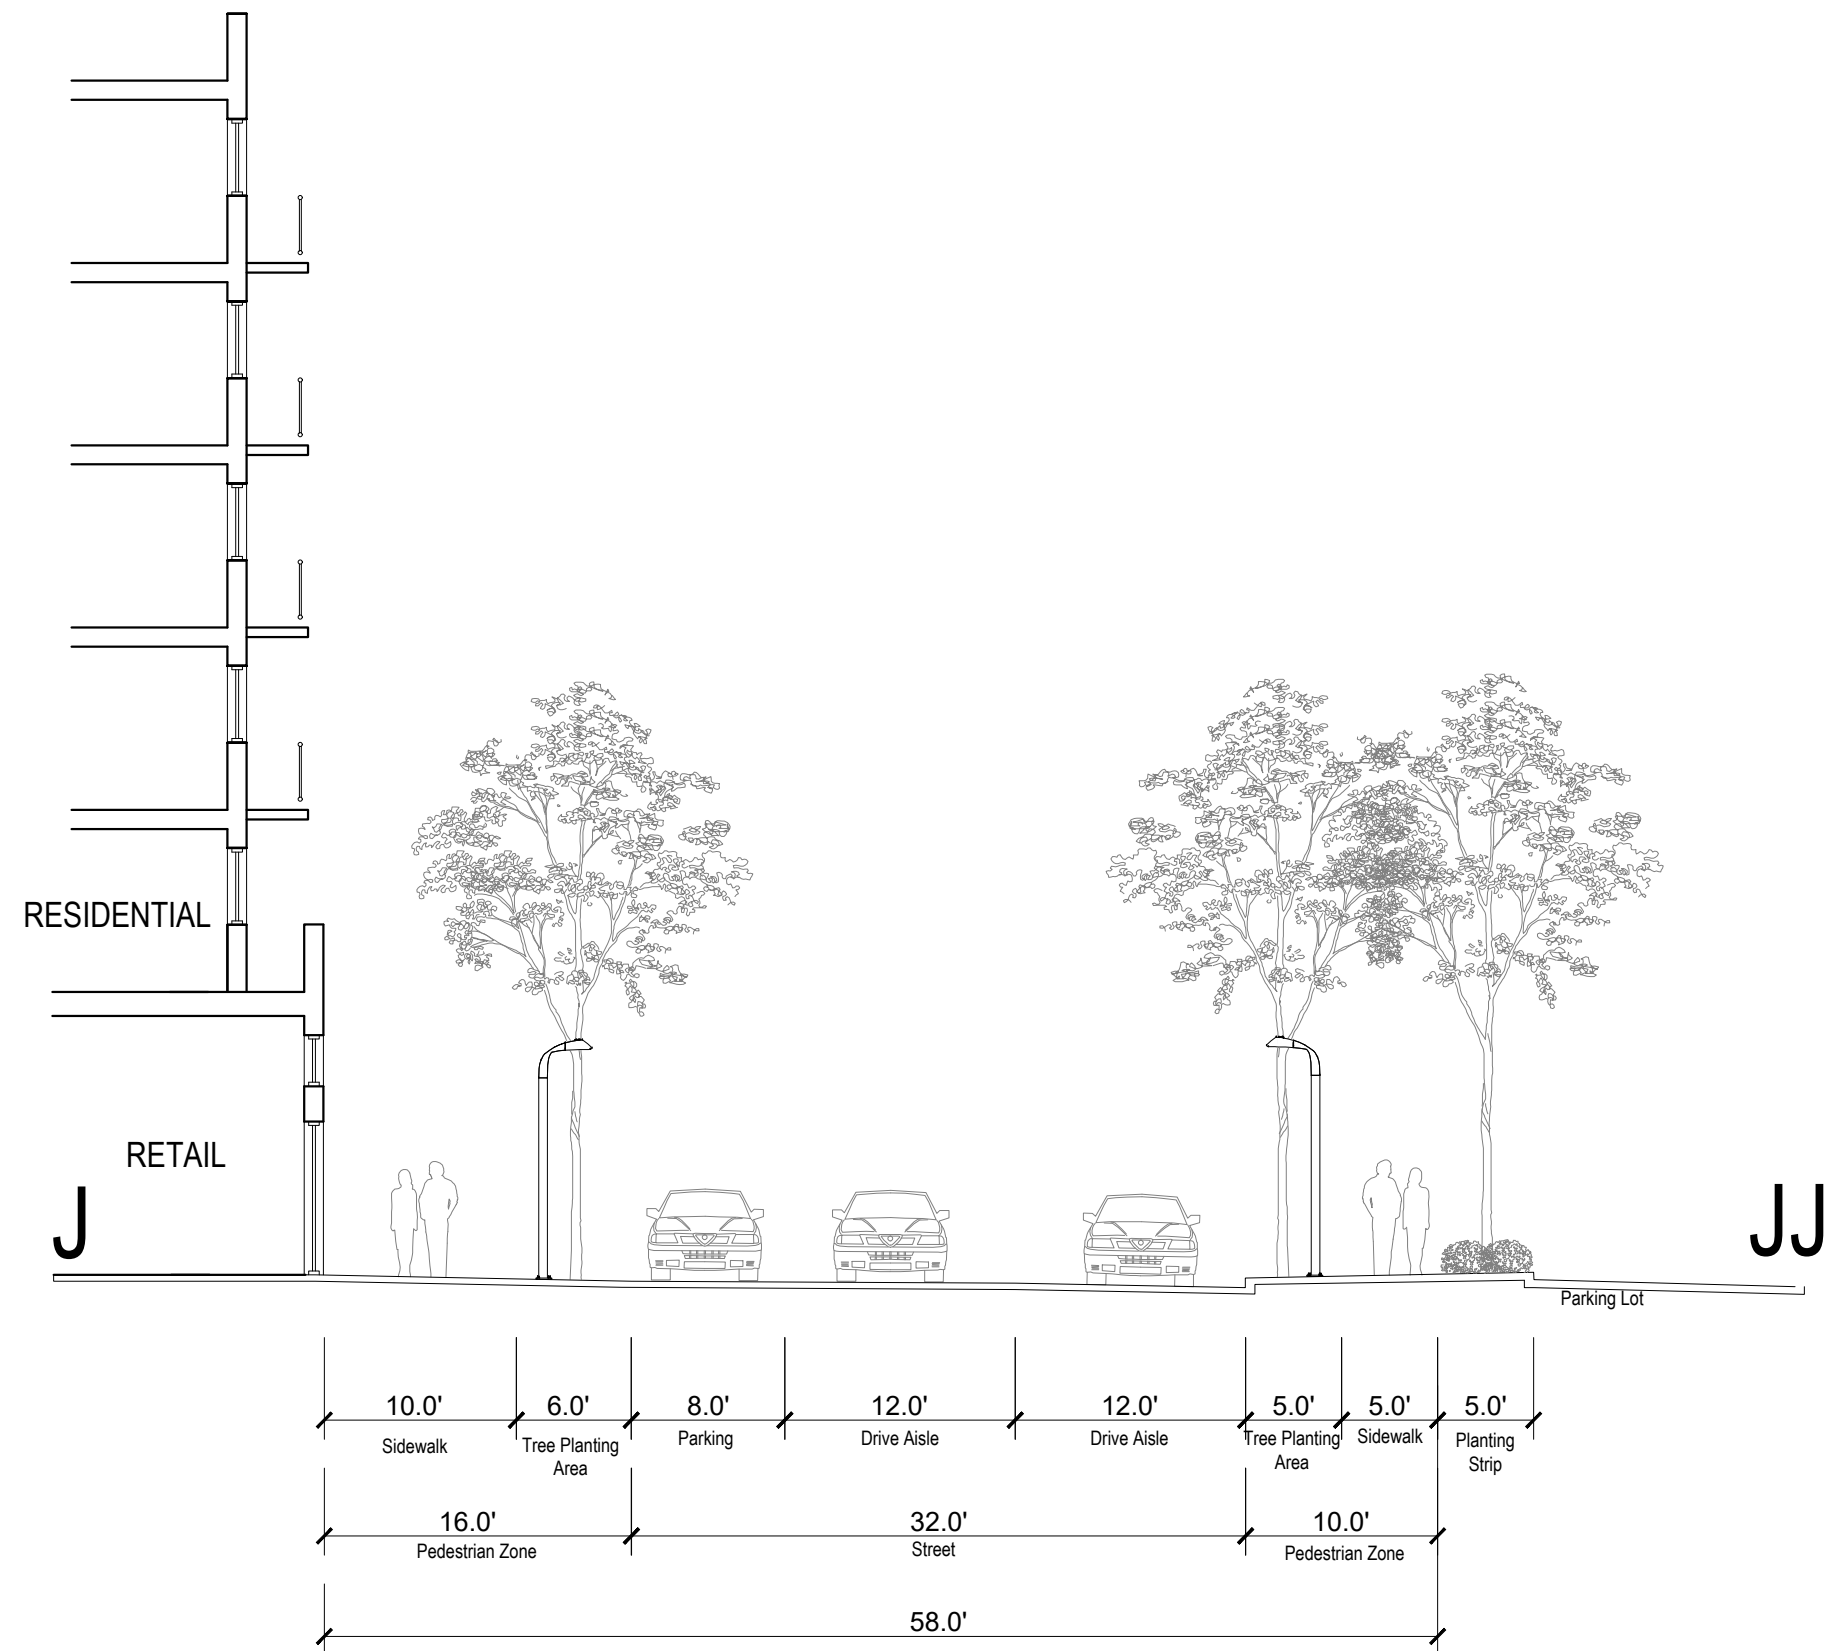 RESIDENTIAL
RETAIL
J
JJ
Parking Lot
10.0' 6.0' 8.0' 12.0' 12.0' 5.0' 5.0' 5.0'
Sidewalk Tree Planting Parking Drive Aisle Drive Aisle Tree Planting Sidewalk Planting
Area Area Strip
16.0' 32.0' 10.0'
Pedestrian Zone Street Pedestrian Zone
58.0'